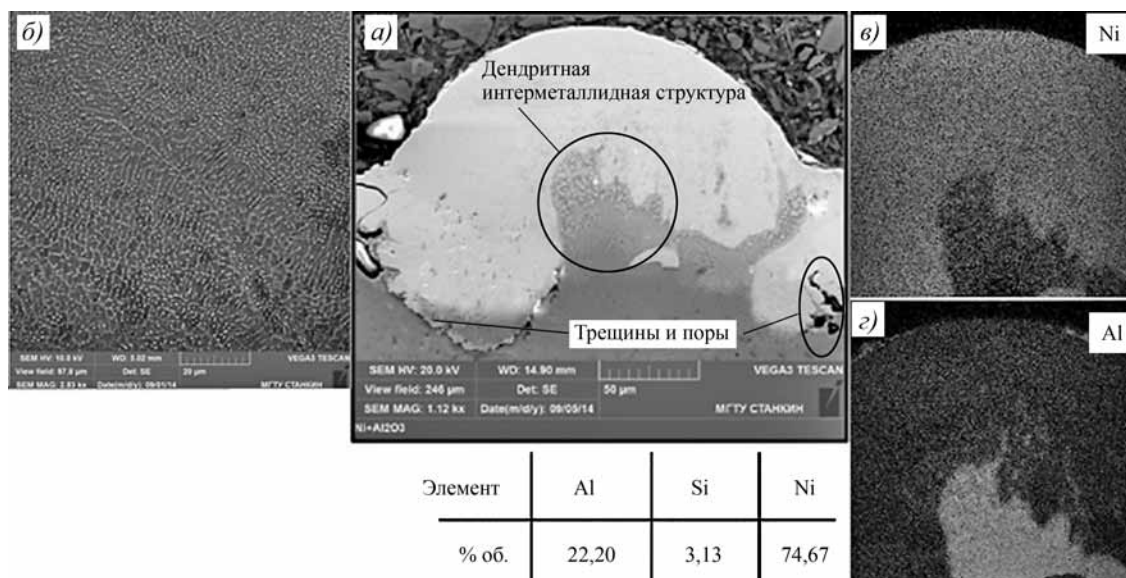 б)
SEM HV: 10.0 kV
WD: 5.02 mm
VEGA3 TESCAN
View field: 97.8 µm
Det: SE
20 µm
SEM MAG: 2.83 kx
Date(m/d/y): 09/01/14
МГТУ СТАНКИН
а)
Дендритная
интерметаллидная структура
Трещины и поры
SEM HV: 20.0 kV
WD: 14.90 mm
VEGA3 TESCAN
View field: 246 µm
Det: SE
50 µm
SEM MAG: 1.12 kx
Date(m/d/y): 09/05/14
МГТУ СТАНКИН
Ni+Al2O3
в)
Ni
г)
Al
Элемент Al Si Ni
% об. 22,20 3,13 74,67